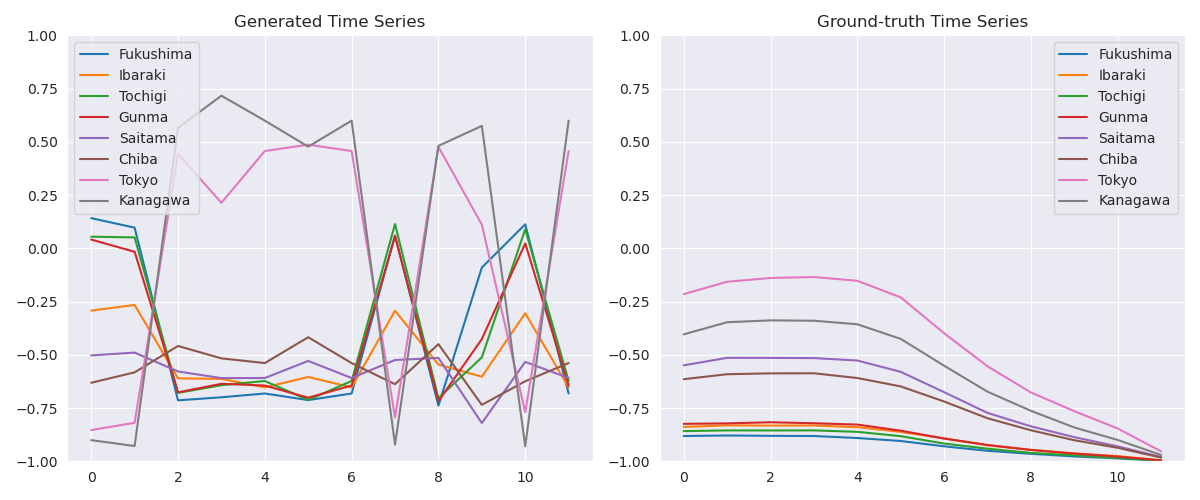 Generated Time Series
1.00
0.75
0.50
0.25
0.00
−0.25
−0.50
−0.75
−1.00
0 2 4 6 8 10
Fukushima
Ibaraki
Tochigi
Gunma
Saitama
Chiba
Tokyo
Kanagawa
Ground-truth Time Series
1.00
0.75
0.50
0.25
0.00
−0.25
−0.50
−0.75
−1.00
0 2 4 6 8 10
Fukushima
Ibaraki
Tochigi
Gunma
Saitama
Chiba
Tokyo
Kanagawa